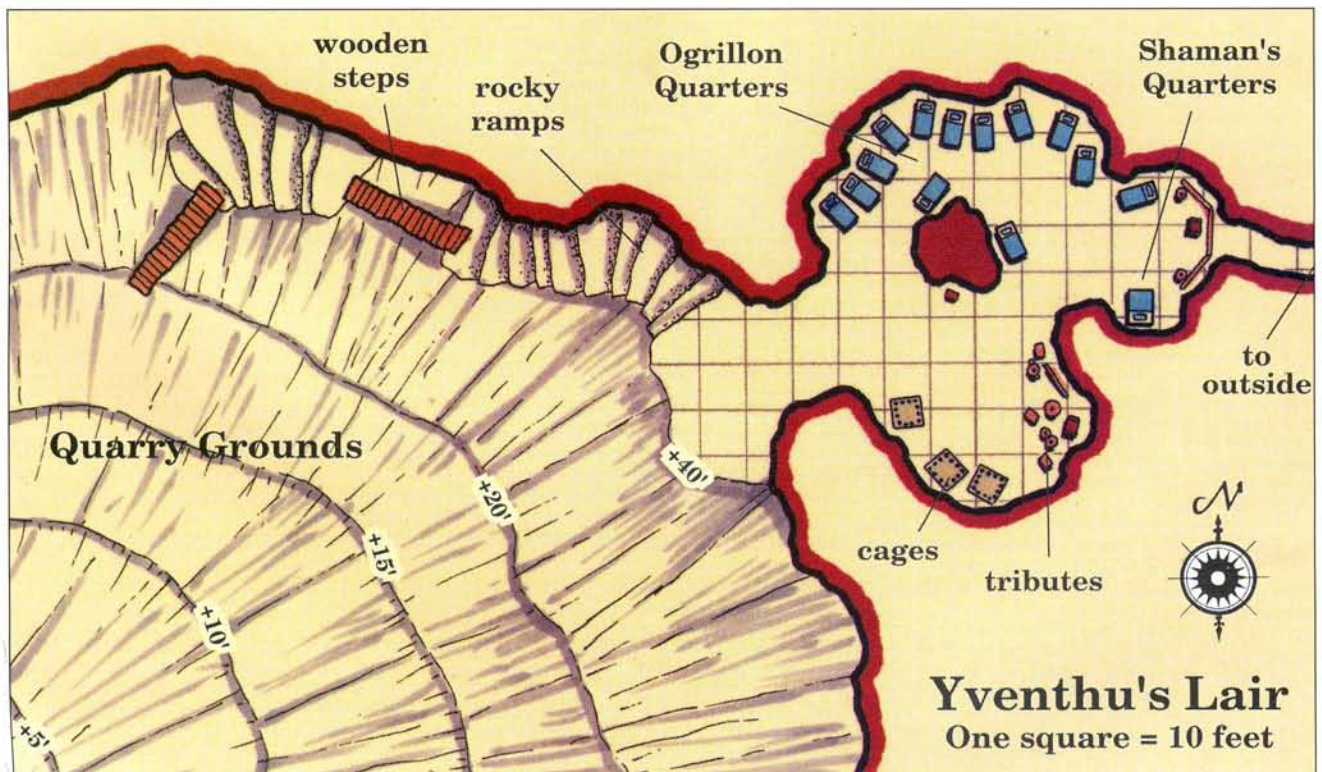 wooden
steps
rocky
ramps
Ogrillon
Quarters
Shaman's
Quarters
to
outside
Quarry Grounds
+40'
+20'
+15'
+10'
+5'
cages
tributes
N
Yventhu's Lair
One square = 10 feet